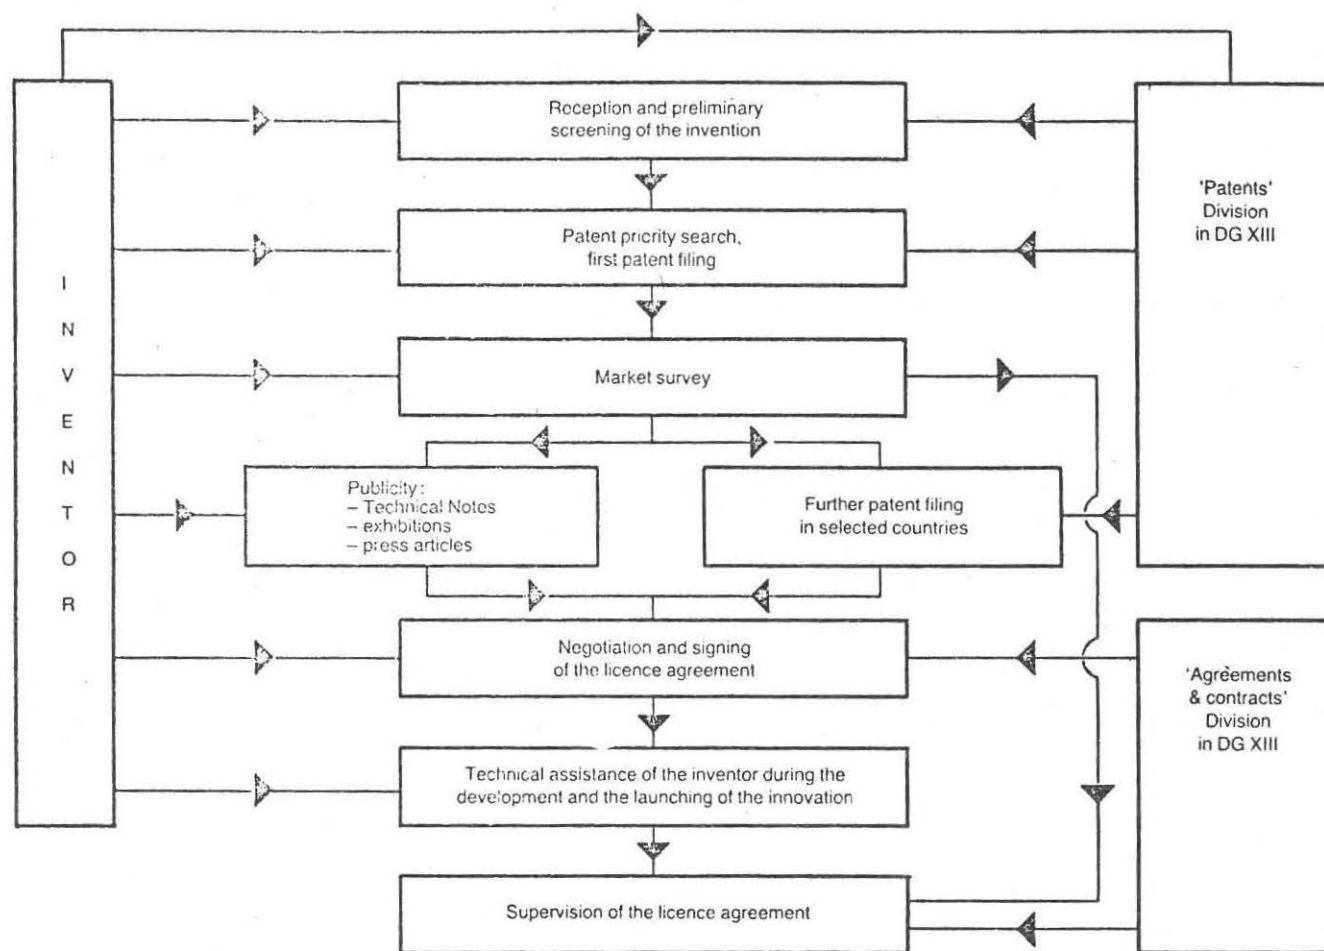 Reception and preliminary
screening of the invention
'Patents'
Division
in DG XIII
Patent priority search,
first patent filing
I
N
V
E
N
T
O
R
Market survey
Publicity:
– Technical Notes
– exhibitions
– press articles
Further patent filing
in selected countries
Negotiation and signing
of the licence agreement
'Agreements
& contracts'
Division
in DG XIII
Technical assistance of the inventor during the
development and the launching of the innovation
Supervision of the licence agreement